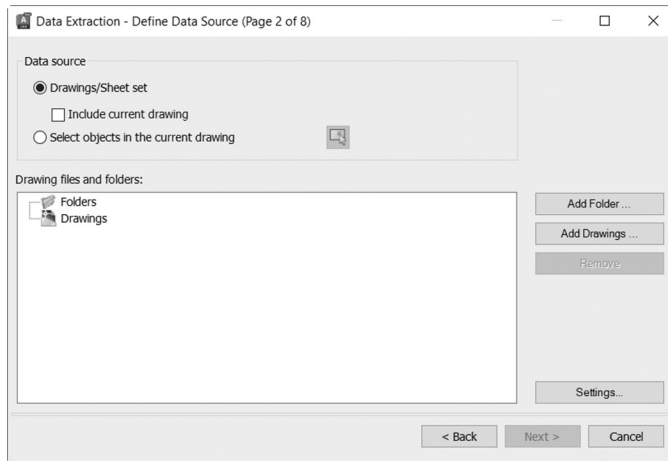 Data Extraction - Define Data Source (Page 2 of 8)
Data source
Drawings/Sheet set
Include current drawing
Select objects in the current drawing
Drawing files and folders:
Folders
Drawings
Add Folder ...
Add Drawings ...
Remove
Settings...
< Back Next > Cancel